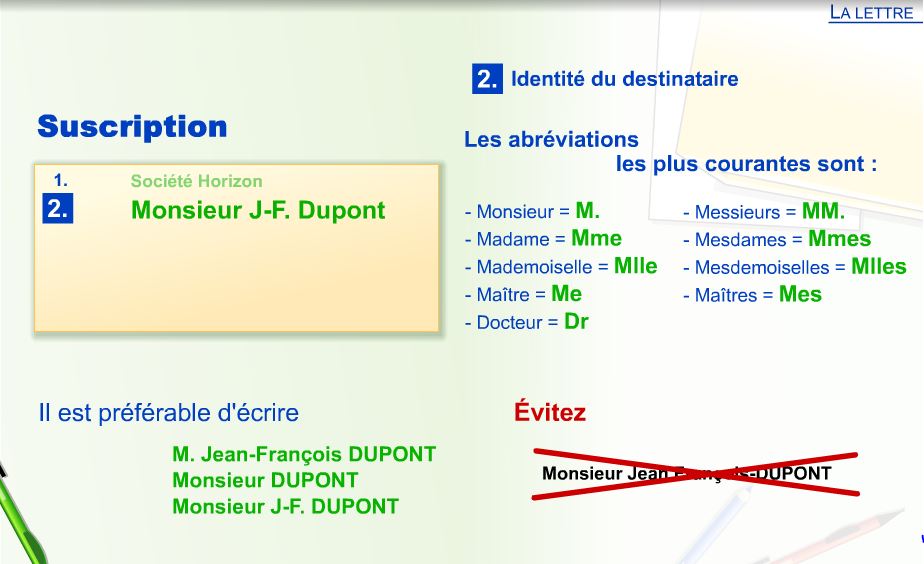 LA LETTRE
2. Identité du destinataire
Suscription
Les abréviations
les plus courantes sont :
1. Société Horizon
2. Monsieur J-F. Dupont
- Monsieur = M.
- Madame = Mme
- Mademoiselle = Mlle
- Maître = Me
- Docteur = Dr
- Messieurs = MM.
- Mesdames = Mmes
- Mesdemoiselles = Mlles
- Maîtres = Mes
Il est préférable d'écrire
M. Jean-François DUPONT
Monsieur DUPONT
Monsieur J-F. DUPONT
Évitez
Monsieur Jean François-DUPONT